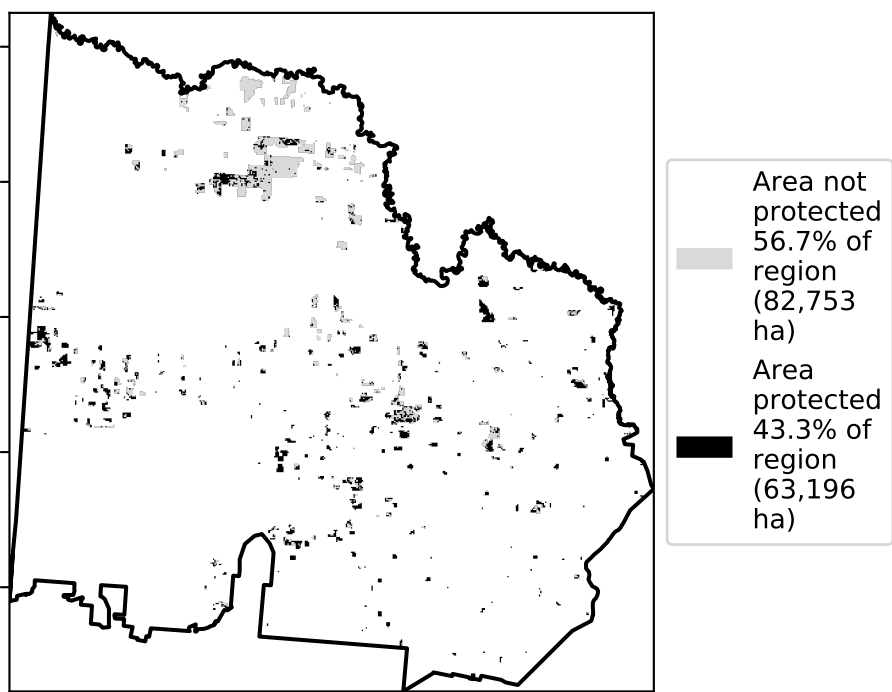 Area not
protected
56.7% of
region
(82,753
ha)
Area
protected
43.3% of
region
(63,196
ha)